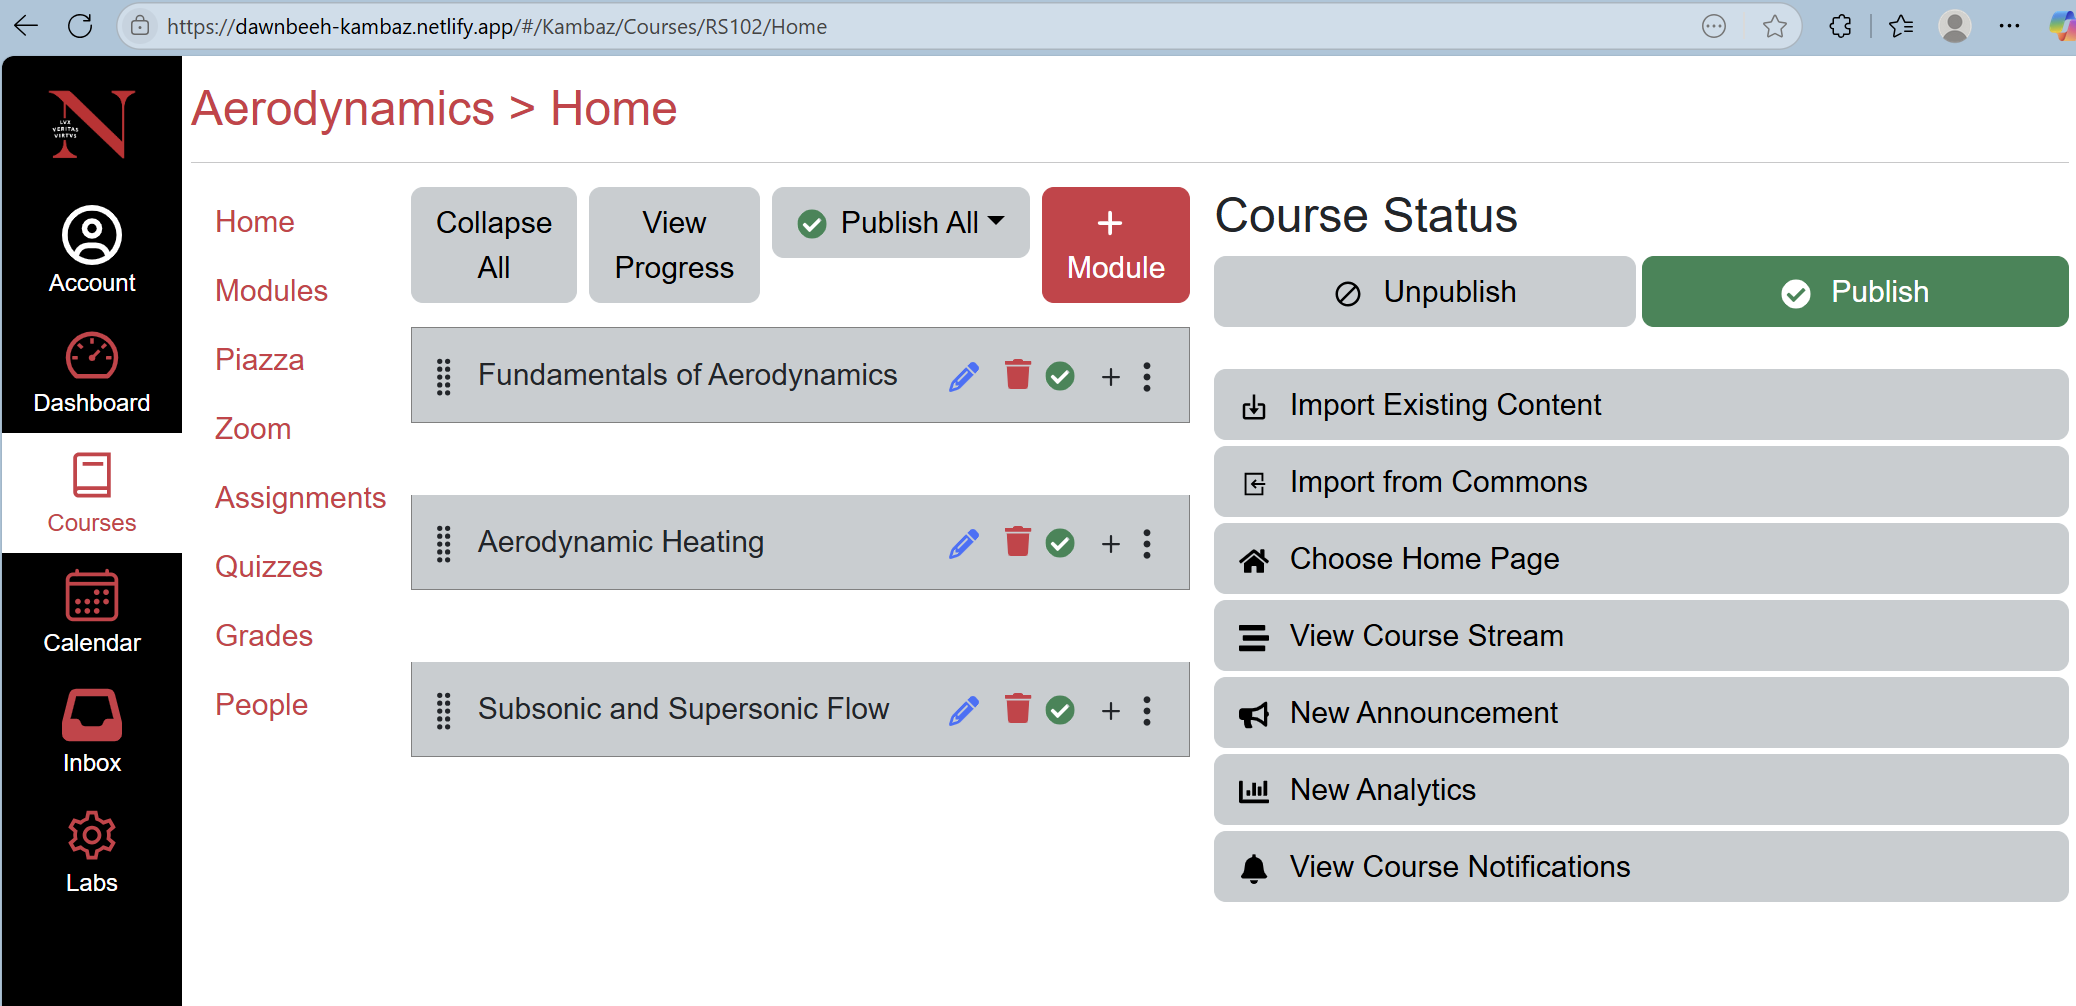 https://dawnbeeh-kambaz.netlify.app/#/Kambaz/Courses/RS102/Home
LVX
VERITAS
VIRTVS
Account
Dashboard
Courses
Calendar
Inbox
Labs
Aerodynamics > Home
Home
Modules
Piazza
Zoom
Assignments
Quizzes
Grades
People
Collapse
All
View
Progress
Publish All
+
Module
Fundamentals of Aerodynamics
Aerodynamic Heating
Subsonic and Supersonic Flow
Course Status
Unpublish
Publish
Import Existing Content
Import from Commons
Choose Home Page
View Course Stream
New Announcement
New Analytics
View Course Notifications